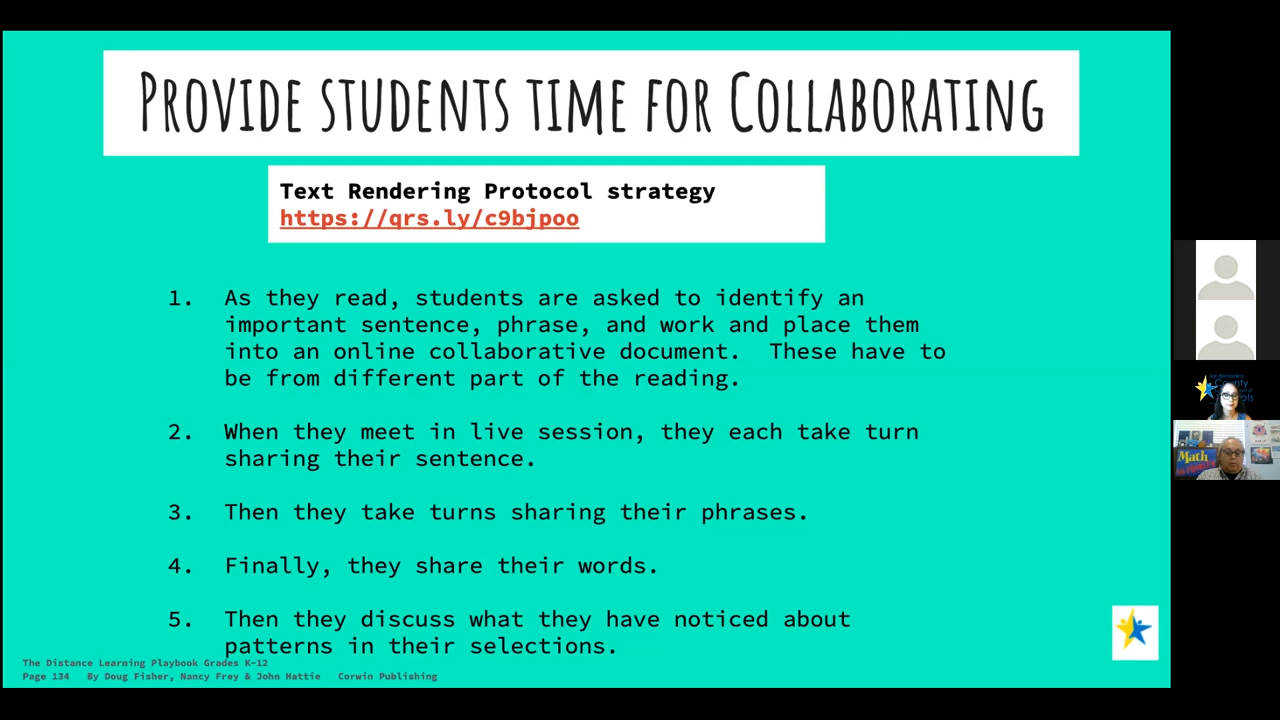 PROVIDE STUDENTS TIME FOR COLLABORATING
Text Rendering Protocol strategy
https://qrs.ly/c9bjpoo
1. As they read, students are asked to identify an
important sentence, phrase, and work and place them
into an online collaborative document. These have to
be from different part of the reading.
2. When they meet in live session, they each take turn
sharing their sentence.
3. Then they take turns sharing their phrases.
4. Finally, they share their words.
5. Then they discuss what they have noticed about
patterns in their selections.
The Distance Learning Playbook Grades K-12
Page 134 By Doug Fisher, Nancy Frey & John Hattie Corwin Publishing
San Bernardino
County
Math